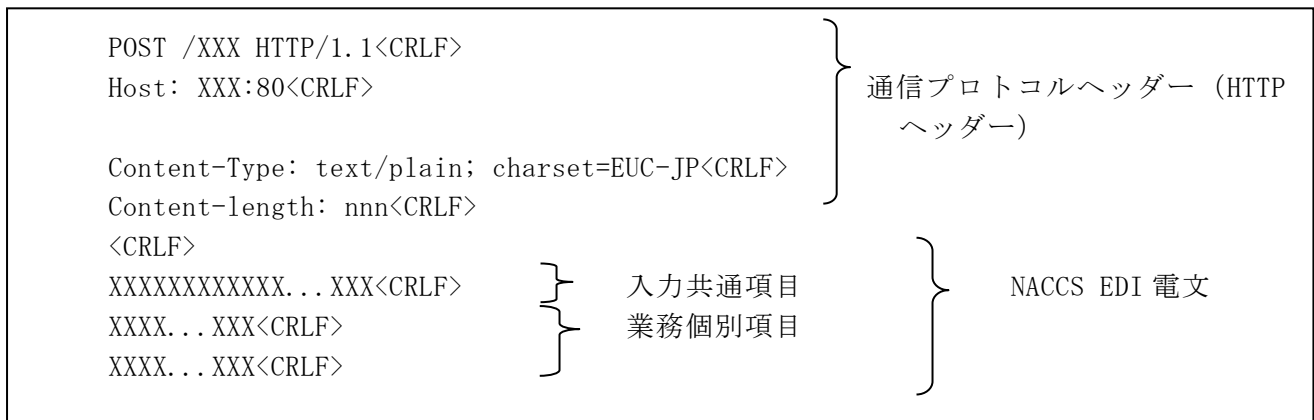 POST /XXX HTTP/1.1<CRLF>
Host: XXX:80<CRLF>
通信プロトコルヘッダー (HTTP
ヘッダー)
Content-Type: text/plain; charset=EUC-JP<CRLF>
Content-length: nnn<CRLF>
<CRLF>
XXXXXXXXXXXX...XXX<CRLF> 入力共通項目 NACCS EDI 電文
XXXX...XXX<CRLF> 業務個別項目
XXXX...XXX<CRLF>